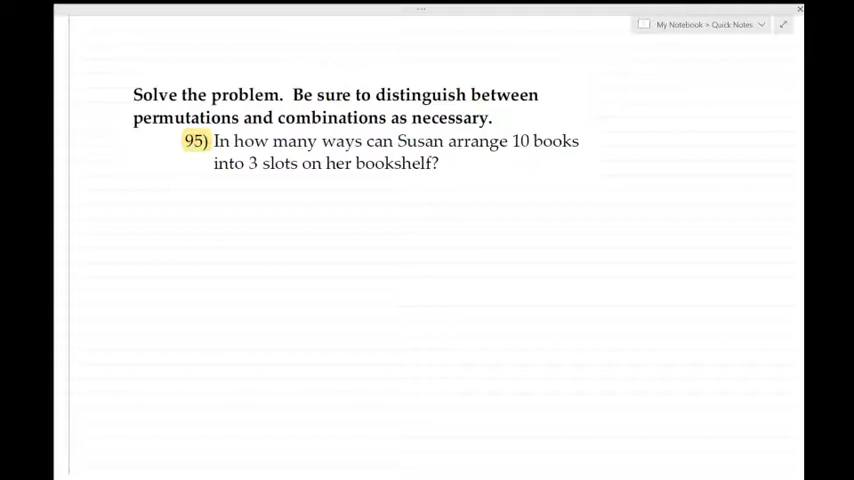 My Notebook > Quick Notes
Solve the problem. Be sure to distinguish between
permutations and combinations as necessary.
95) In how many ways can Susan arrange 10 books
into 3 slots on her bookshelf?